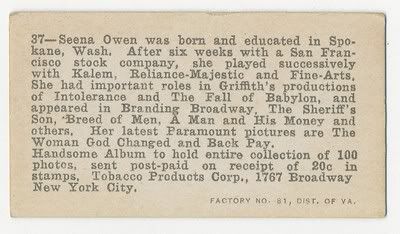 37—Seena Owen was born and educated in Spo-
kane, Wash. After six weeks with a San Fran-
cisco stock company, she played successively
with Kalem, Reliance-Majestic and Fine-Arts.
She had important roles in Griffith's productions
of Intolerance and The Fall of Babylon, and
appeared in Branding Broadway, The Sheriff's
Son, Breed of Men, A Man and His Money and
others. Her latest Paramount pictures are The
Woman God Changed and Back Pay.
Handsome Album to hold entire collection of 100
photos, sent post-paid on receipt of 20c in
stamps, Tobacco Products Corp., 1767 Broadway
New York City.
FACTORY NO. 81, DIST. OF VA.